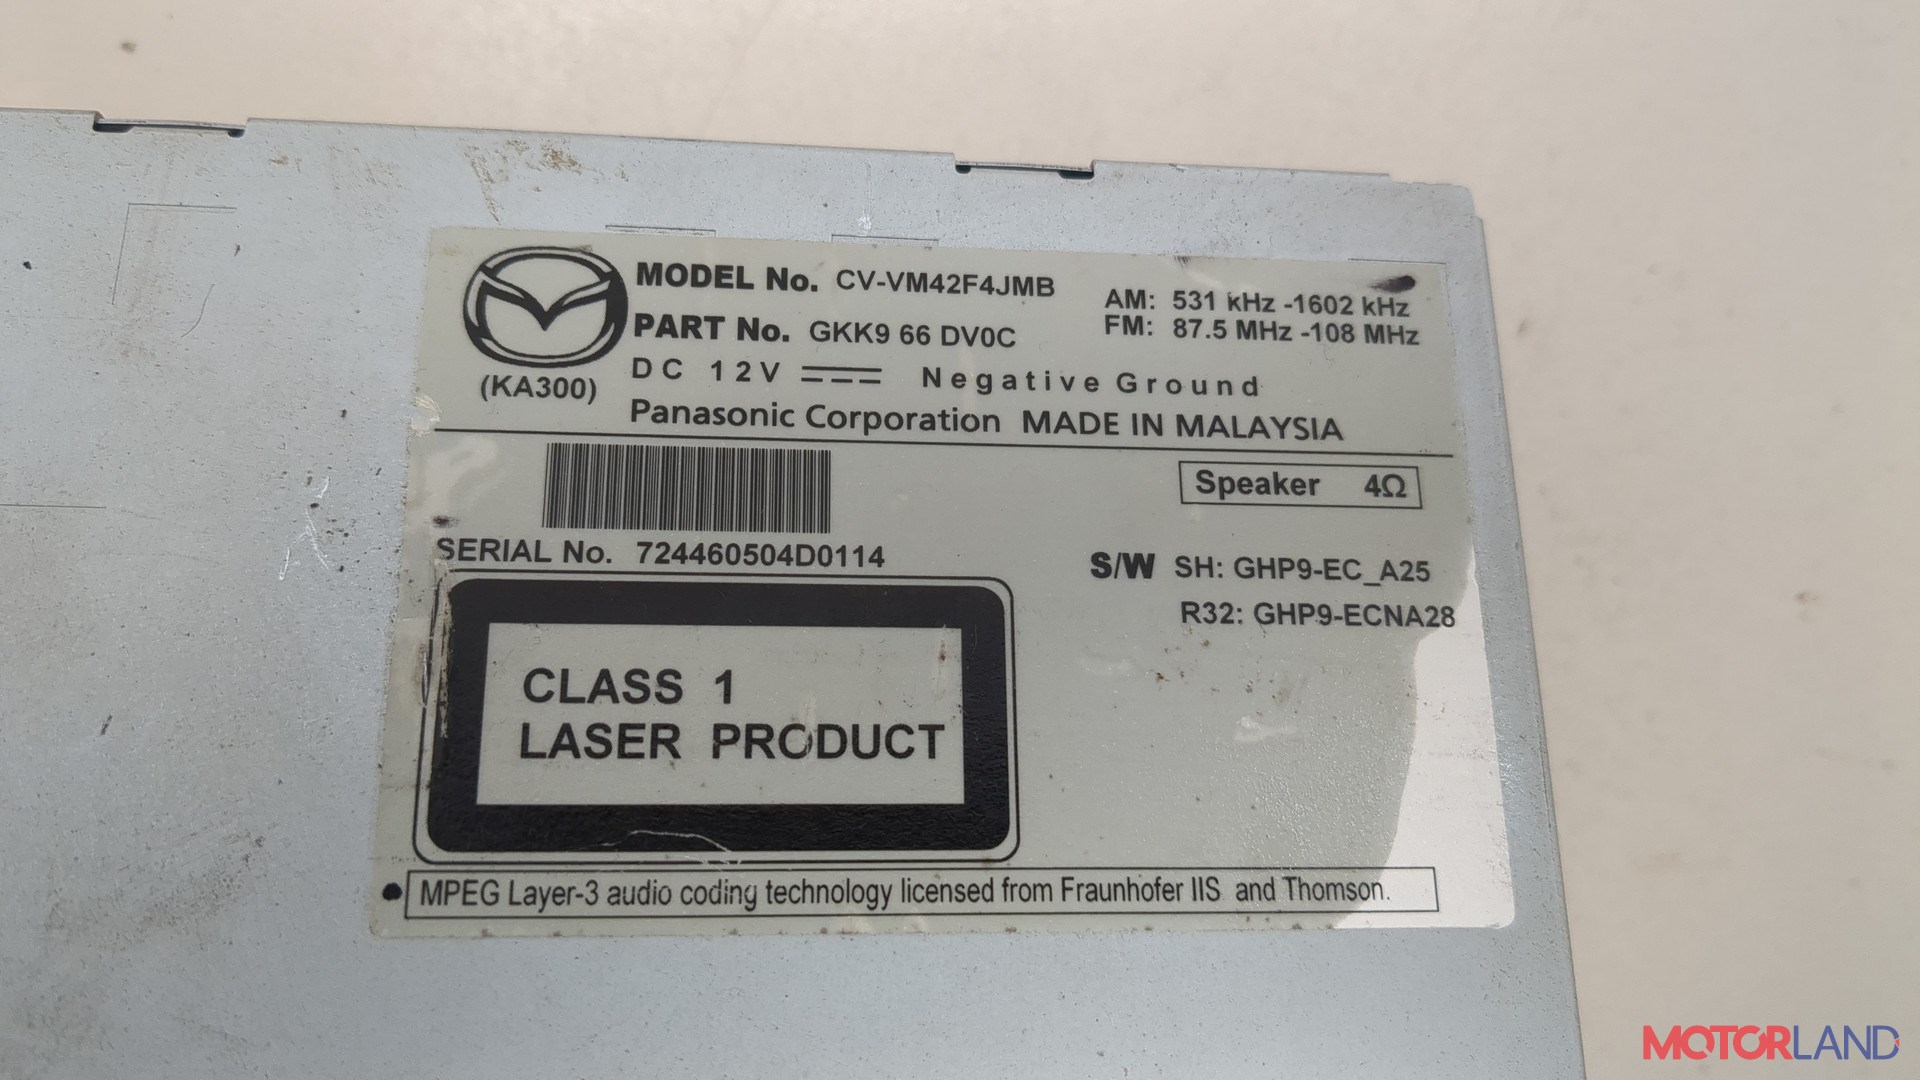 MODEL No. CV-VM42F4JMB
PART No. GKK9 66 DV0C
AM: 531 kHz -1602 kHz
FM: 87.5 MHz -108 MHz
(KA300)
DC 12V Negative Ground
Panasonic Corporation MADE IN MALAYSIA
Speaker 4Ω
SERIAL No. 724460504D0114
S/W SH: GHP9-EC_A25
R32: GHP9-ECNA28
CLASS 1
LASER PRODUCT
MPEG Layer-3 audio coding technology licensed from Fraunhofer IIS and Thomson.
MOTORLAND